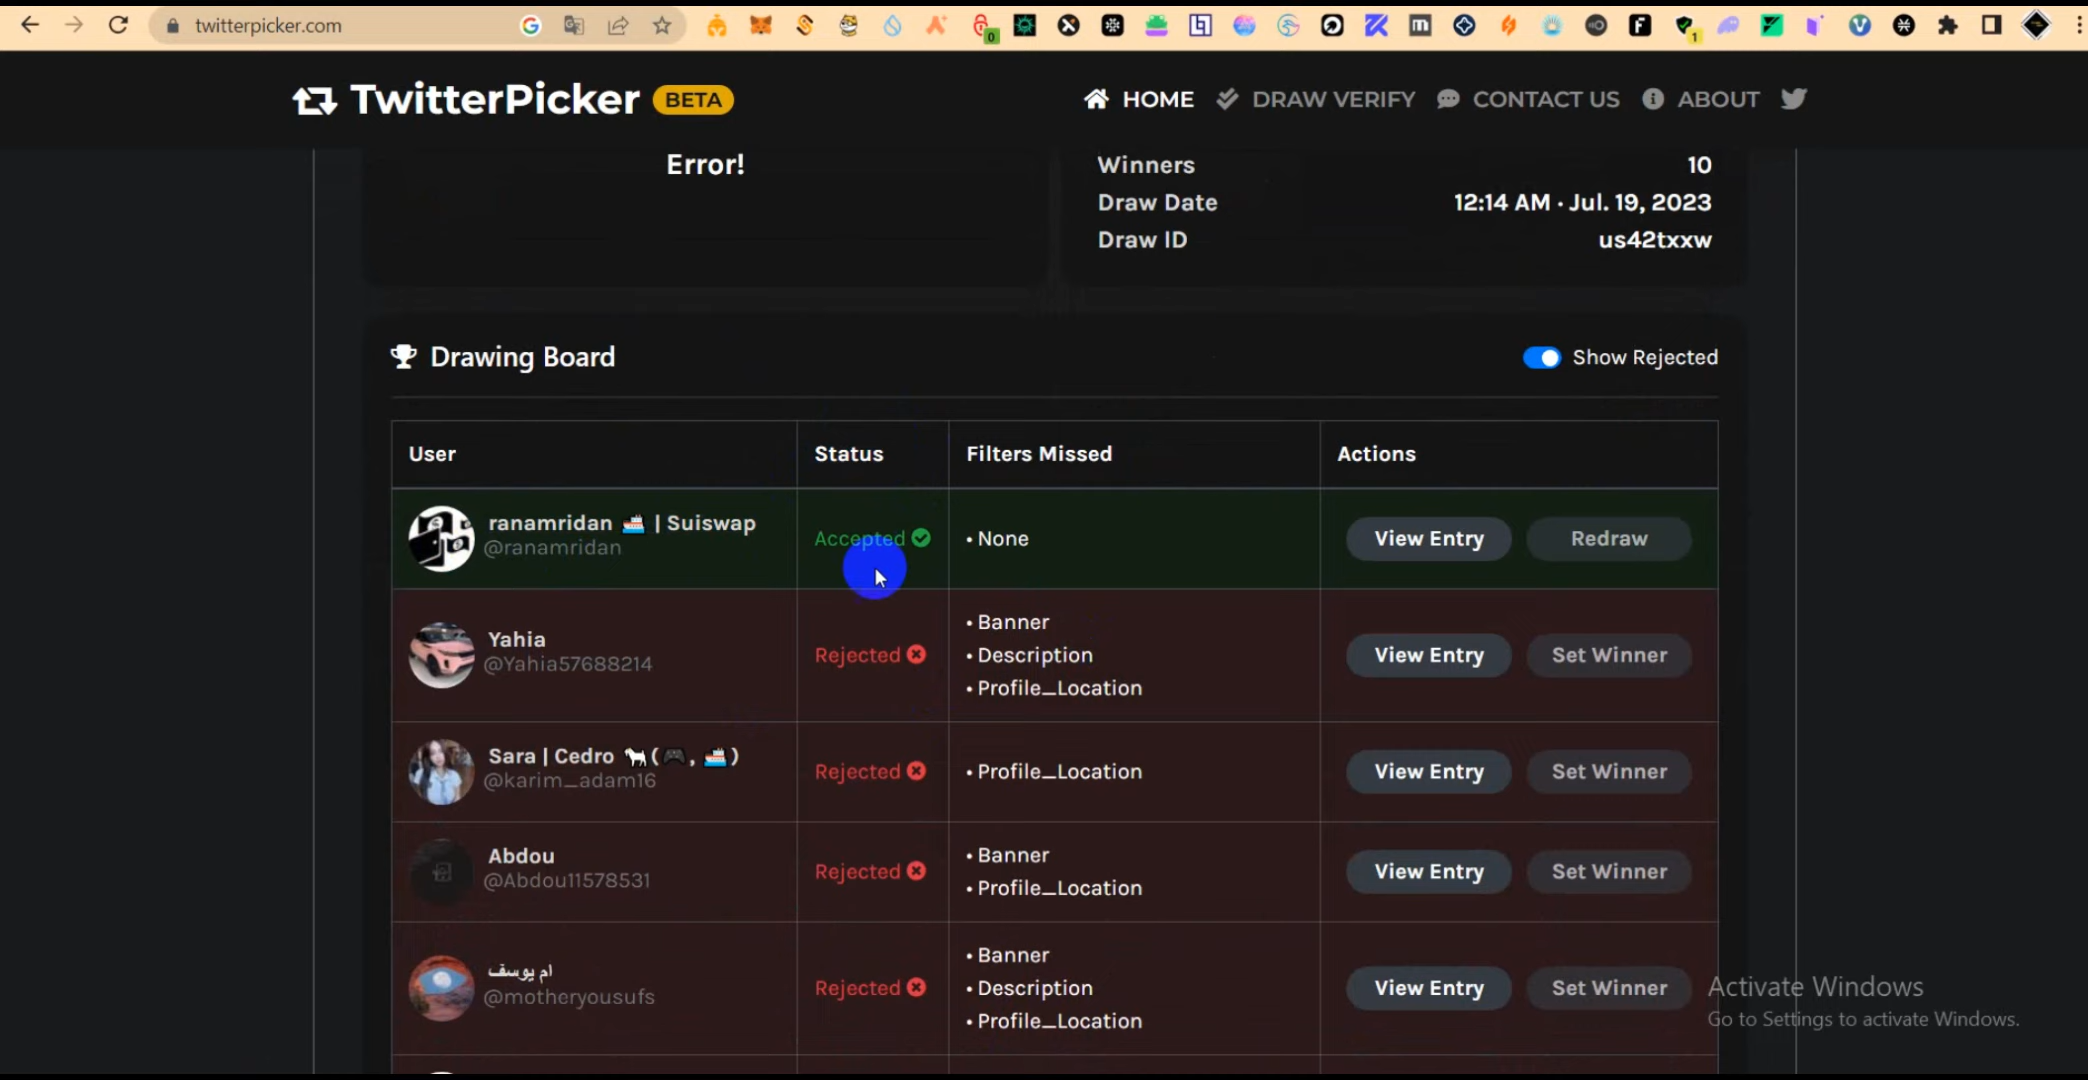 twitterpicker.com
TwitterPicker BETA
HOME DRAW VERIFY CONTACT US ABOUT
Error!
Winners 10
Draw Date 12:14 AM · Jul. 19, 2023
Draw ID us42txxw
Drawing Board
Show Rejected
User Status Filters Missed Actions
ranamridan 🚢 | Suiswap
@ranamridan
Accepted
• None
View Entry Redraw
Yahia
@Yahia57688214
Rejected
• Banner
• Description
• Profile_Location
View Entry Set Winner
Sara | Cedro 🐐(🎮, 🚢)
@karim_adam16
Rejected
• Profile_Location
View Entry Set Winner
Abdou
@Abdou11578531
Rejected
• Banner
• Profile_Location
View Entry Set Winner
ام يوسف
@motheryousufs
Rejected
• Banner
• Description
• Profile_Location
View Entry Set Winner
Activate Windows
Go to Settings to activate Windows.